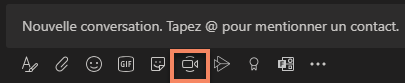 Nouvelle conversation. Tapez @ pour mentionner un contact.
GIF